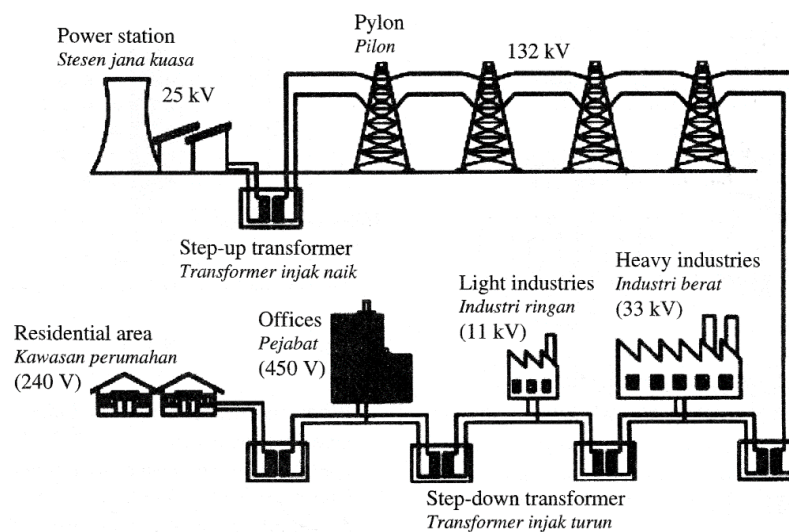 Power station
Stesen jana kuasa
25 kV
Pylon
Pilon
132 kV
Step-up transformer
Transformer injak naik
Heavy industries
Industri berat
(33 kV)
Light industries
Industri ringan
(11 kV)
Offices
Pejabat
(450 V)
Residential area
Kawasan perumahan
(240 V)
Step-down transformer
Transformer injak turun